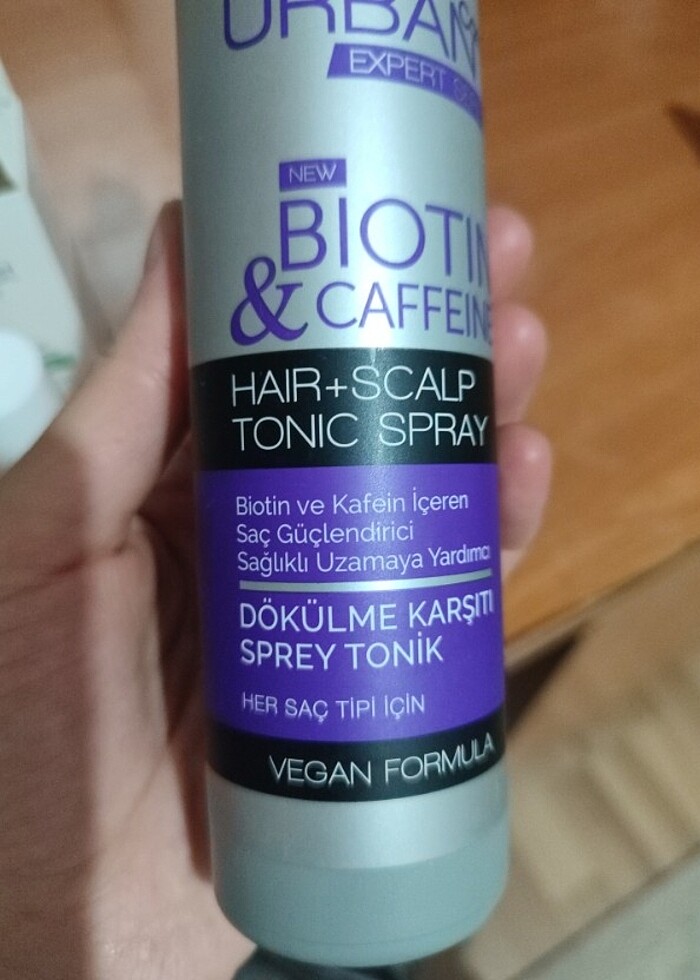 URBAN
EXPERT
NEW
BIOTIN
& CAFFEINE
HAIR+SCALP
TONIC SPRAY
Biotin ve Kafein İçeren
Saç Güçlendirici
Sağlıklı Uzamaya Yardımcı
DÖKÜLME KARŞITI
SPREY TONİK
HER SAÇ TİPİ İÇİN
VEGAN FORMULA